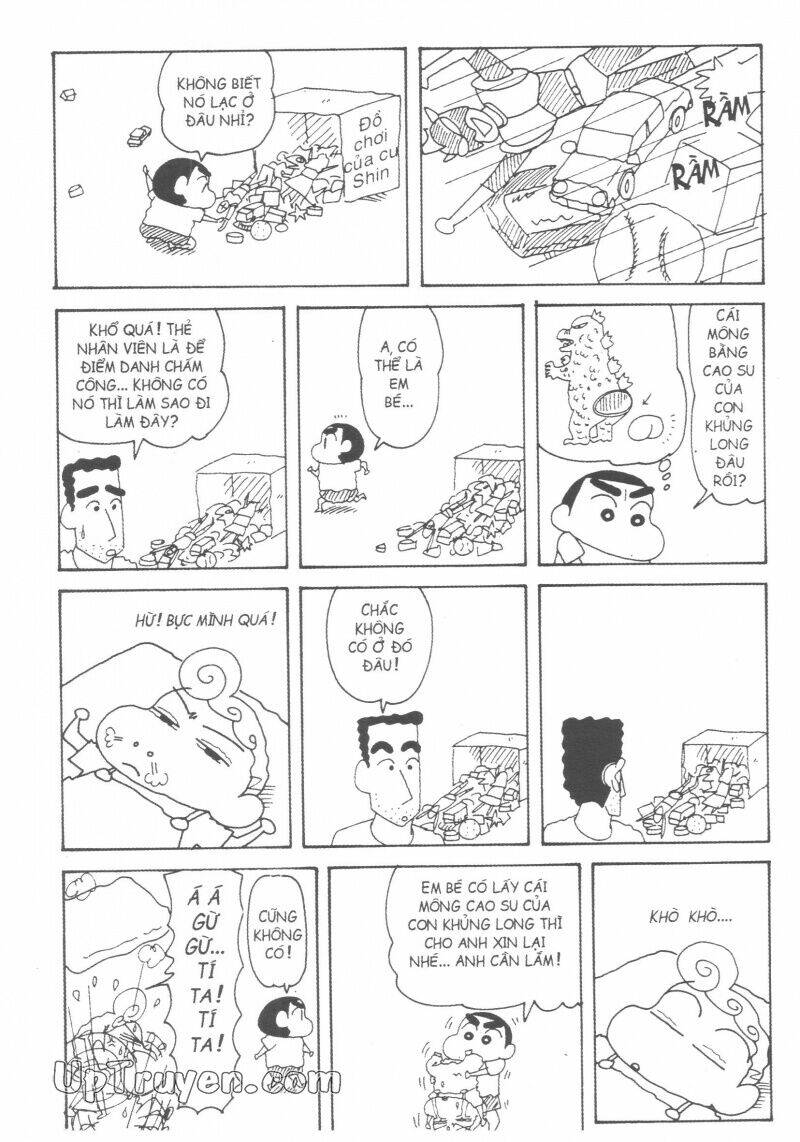 RẦM
RẦM
KHÔNG BIẾT
NÓ LẠC Ở
ĐÂU NHỈ?
Đồ
chơi
của cu
Shin
CÁI
MÔNG
BẰNG
CAO SU
CỦA
CON
KHỦNG
LONG
ĐÂU
RỒI?
A, CÓ
THỂ LÀ
EM
BÉ...
KHỔ QUÁ! THẺ
NHÂN VIÊN LÀ ĐỂ
ĐIỂM DANH CHẤM
CÔNG... KHÔNG CÓ
NÓ THÌ LÀM SAO ĐI
LÀM ĐÂY?
CHẮC
KHÔNG
CÓ Ở ĐÓ
ĐÂU!
HỪ! BỰC MÌNH QUÁ!
KHÒ KHÒ....
EM BÉ CÓ LẤY CÁI
MÔNG CAO SU CỦA
CON KHỦNG LONG THÌ
CHO ANH XIN LẠI
NHÉ... ANH CẦN LẮM!
CŨNG
KHÔNG
CÓ!
Á Á
GỪ
GỪ...
TÍ
TA!
TÍ
TA!
UpTruyen.com